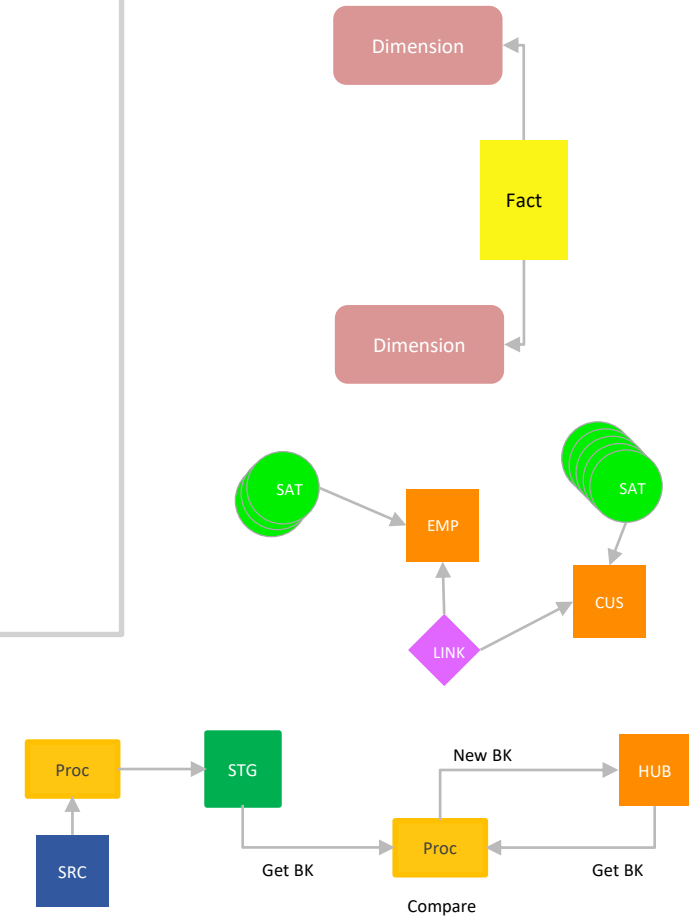 Dimension
Fact
Dimension
SAT
SAT
EMP
CUS
LINK
New BK
Proc
STG
HUB
Proc
SRC
Get BK
Get BK
Compare